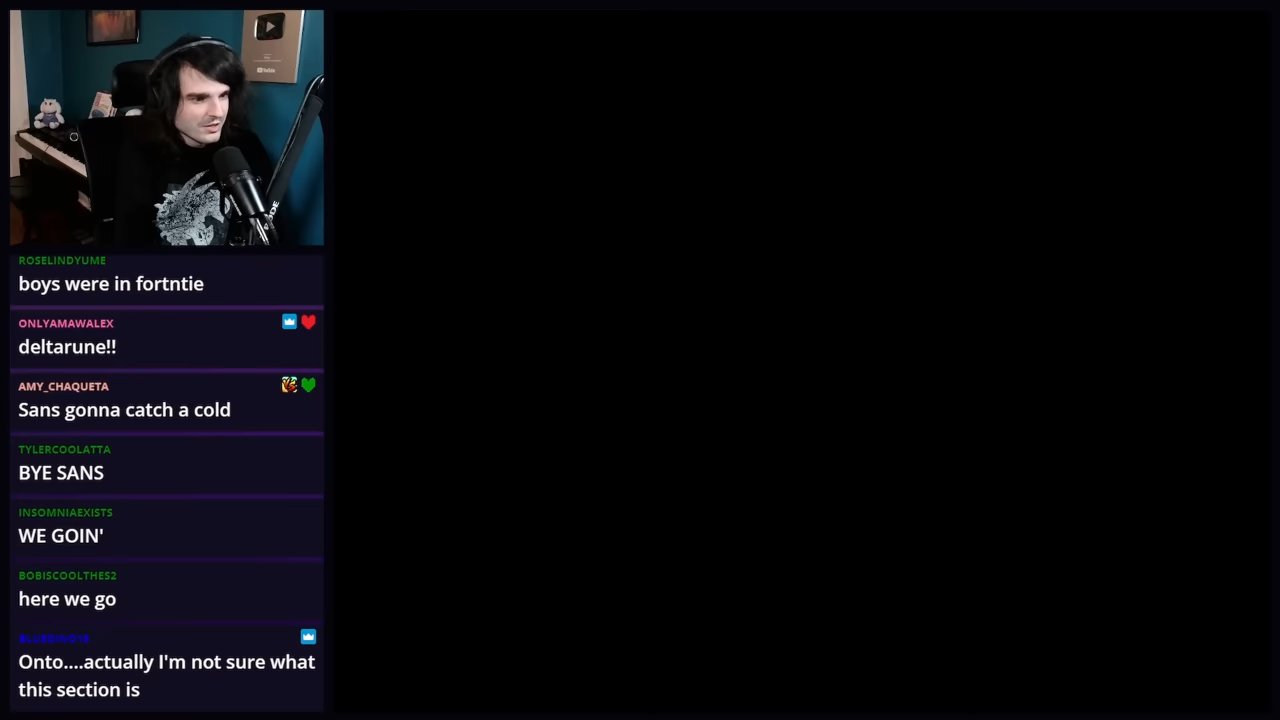 YouTube
ROSELINDYUME
boys were in fortntie
ONLYAMAWALEX
deltarune!!
AMY_CHAQUETA
Sans gonna catch a cold
TYLERCOOLATTA
BYE SANS
INSOMNIAEXISTS
WE GOIN'
BOBISCOOLTHES2
here we go
Onto....actually I'm not sure what
this section is